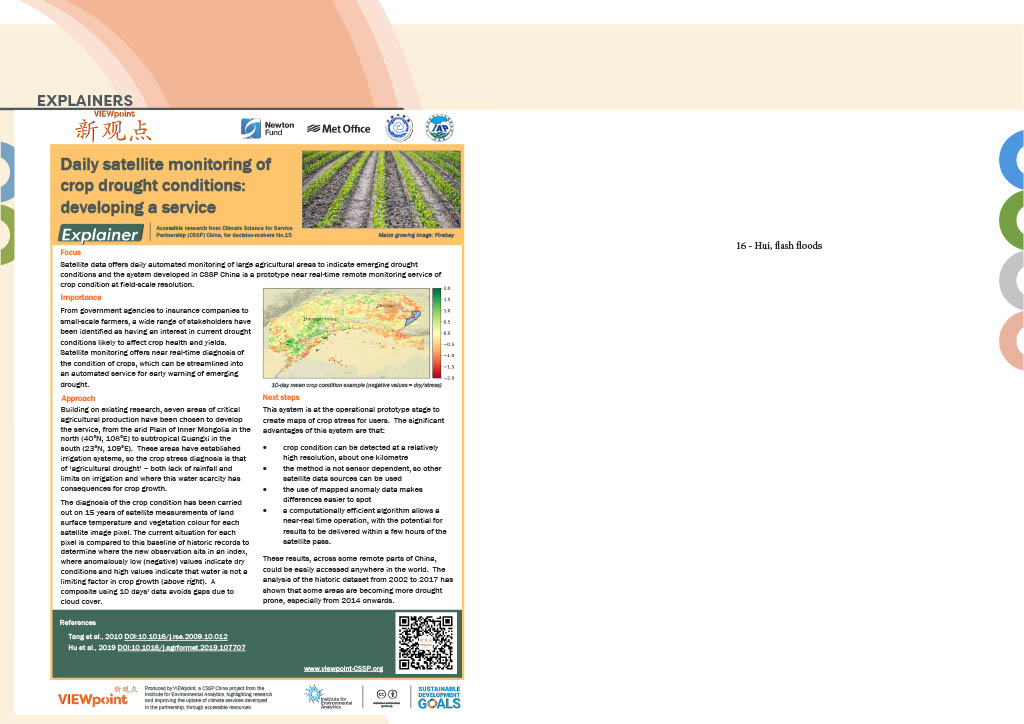 EXPLAINERS
VIEWpoint
新观点
Newton
Fund
Met Office
IAP
Daily satellite monitoring of
crop drought conditions:
developing a service
Explainer
Accessible research from Climate Science for Service
Partnership (CSSP) China, for decision-makers No.15
Maize growing image: Pixabay
Focus
Satellite data offers daily automated monitoring of large agricultural areas to indicate emerging drought
conditions and the system developed in CSSP China is a prototype near real-time remote monitoring service of
crop condition at field-scale resolution.
Importance
From government agencies to insurance companies to
small-scale farmers, a wide range of stakeholders have
been identified as having an interest in current drought
conditions likely to affect crop health and yields.
Satellite monitoring offers near real-time diagnosis of
the condition of crops, which can be streamlined into
an automated service for early warning of emerging
drought.
2.0
1.5
1.0
0.5
0.0
−0.5
−1.0
−1.5
−2.0
10-day mean crop condition example (negative values = dry/stress)
Approach
Building on existing research, seven areas of critical
agricultural production have been chosen to develop
the service, from the arid Plain of Inner Mongolia in the
north (40°N, 108°E) to subtropical Guangxi in the
south (23°N, 109°E). These areas have established
irrigation systems, so the crop stress diagnosis is that
of 'agricultural drought' – both lack of rainfall and
limits on irrigation and where this water scarcity has
consequences for crop growth.
The diagnosis of the crop condition has been carried
out on 15 years of satellite measurements of land
surface temperature and vegetation colour for each
satellite image pixel. The current situation for each
pixel is compared to this baseline of historic records to
determine where the new observation sits in an index,
where anomalously low (negative) values indicate dry
conditions and high values indicate that water is not a
limiting factor in crop growth (above right). A
composite using 10 days' data avoids gaps due to
cloud cover.
Next steps
This system is at the operational prototype stage to
create maps of crop stress for users. The significant
advantages of this system are that:
• crop condition can be detected at a relatively
high resolution, about one kilometre
• the method is not sensor dependent, so other
satellite data sources can be used
• the use of mapped anomaly data makes
differences easier to spot
• a computationally efficient algorithm allows a
near-real time operation, with the potential for
results to be delivered within a few hours of the
satellite pass.
These results, across some remote parts of China,
could be easily accessed anywhere in the world. The
analysis of the historic dataset from 2002 to 2017 has
shown that some areas are becoming more drought
prone, especially from 2014 onwards.
References
Tang et al., 2010 DOI:10.1016/j.rse.2009.10.012
Hu et al., 2019 DOI:10.1016/j.agrformet.2019.107707
www.viewpoint-CSSP.org
新观点
VIEWpoint
Produced by VIEWpoint, a CSSP China project from the
Institute for Environmental Analytics, highlighting research
and improving the uptake of climate services developed
in the partnership, through accessible resources.
Institute for
Environmental
Analytics
SUSTAINABLE
DEVELOPMENT
GOALS
16 - Hui, flash floods